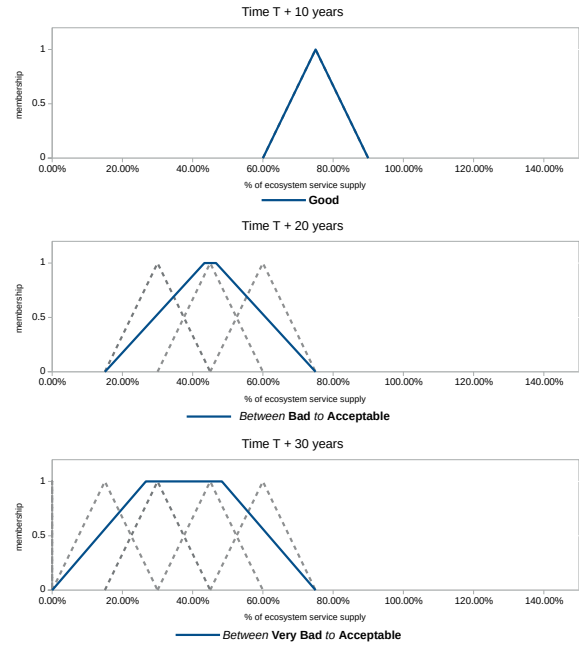 Time T + 10 years
membership
1
0.5
0
0.00% 20.00% 40.00% 60.00% 80.00% 100.00% 120.00% 140.00%
% of ecosystem service supply
Good
Time T + 20 years
membership
1
0.5
0
0.00% 20.00% 40.00% 60.00% 80.00% 100.00% 120.00% 140.00%
% of ecosystem service supply
Between Bad to Acceptable
Time T + 30 years
membership
1
0.5
0
0.00% 20.00% 40.00% 60.00% 80.00% 100.00% 120.00% 140.00%
% of ecosystem service supply
Between Very Bad to Acceptable